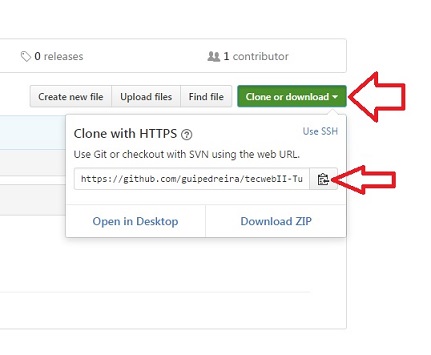 0 releases
1 contributor
Create new file
Upload files
Find file
Clone or download
Clone with HTTPS
Use SSH
Use Git or checkout with SVN using the web URL.
https://github.com/guipedreira/tecwebII-Tu
Open in Desktop
Download ZIP